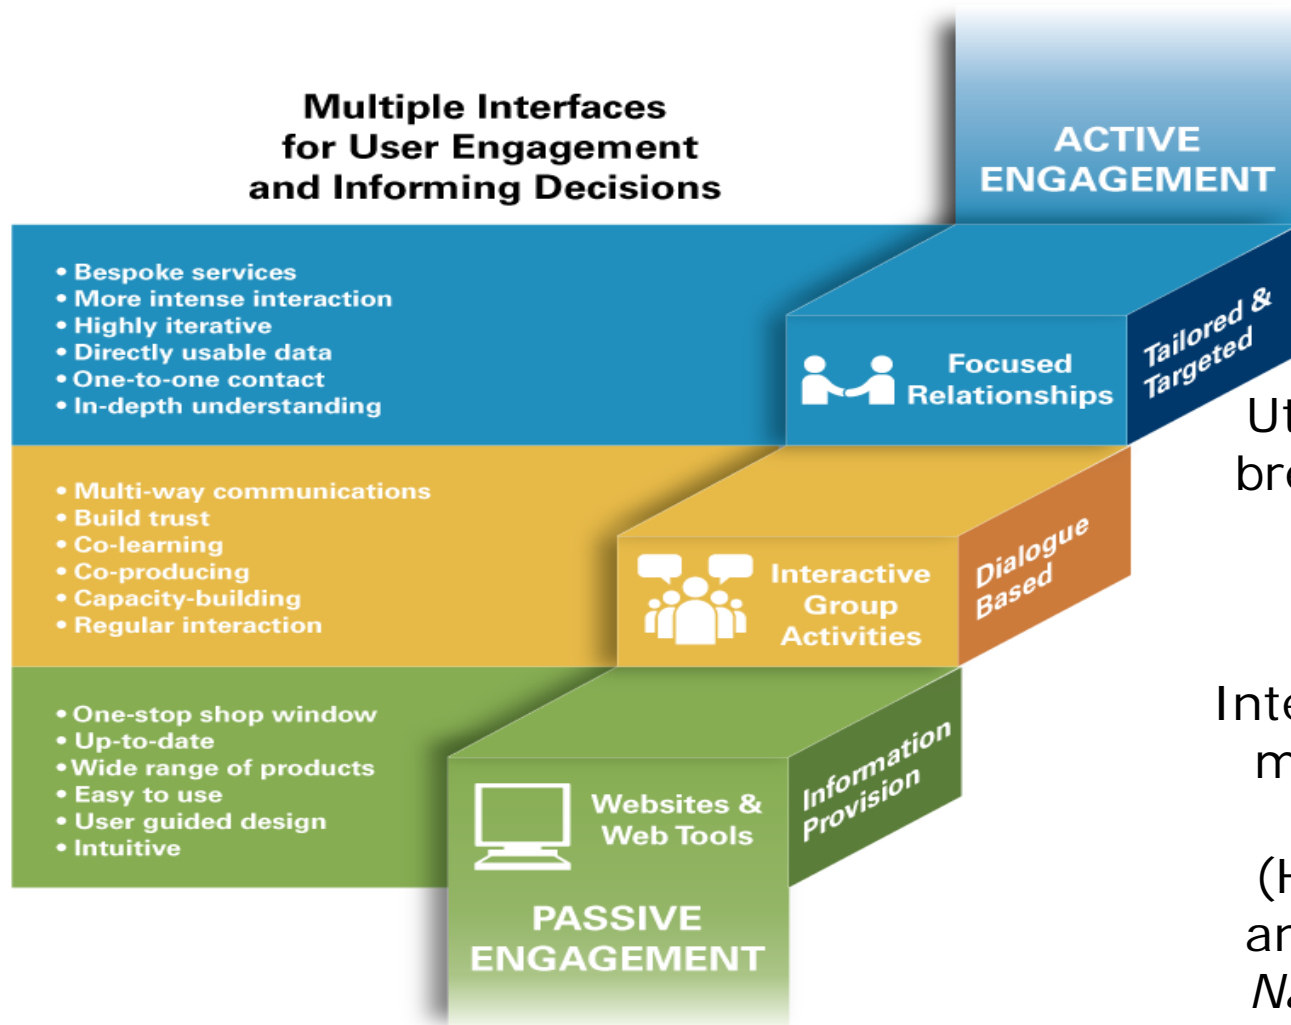 Multiple Interfaces
for User Engagement
and Informing Decisions
ACTIVE
ENGAGEMENT
• Bespoke services
• More intense interaction
• Highly iterative
• Directly usable data
• One-to-one contact
• In-depth understanding
Focused
Relationships
Tailored &
Targeted
• Multi-way communications
• Build trust
• Co-learning
• Co-producing
• Capacity-building
• Regular interaction
Interactive
Group
Activities
Dialogue
Based
• One-stop shop window
• Up-to-date
• Wide range of products
• Easy to use
• User guided design
• Intuitive
Websites &
Web Tools
Information
Provision
PASSIVE
ENGAGEMENT